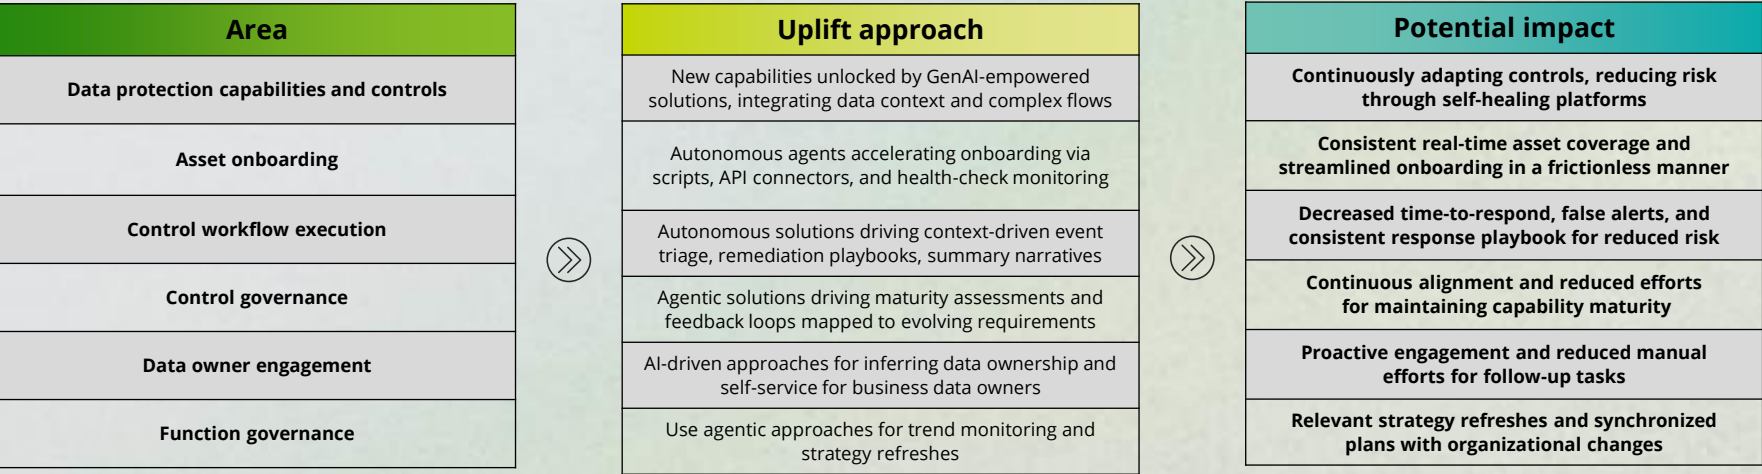 Area
Data protection capabilities and controls
Asset onboarding
Control workflow execution
Control governance
Data owner engagement
Function governance
Uplift approach
New capabilities unlocked by GenAI-empowered
solutions, integrating data context and complex flows
Autonomous agents accelerating onboarding via
scripts, API connectors, and health-check monitoring
Autonomous solutions driving context-driven event
triage, remediation playbooks, summary narratives
Agentic solutions driving maturity assessments and
feedback loops mapped to evolving requirements
AI-driven approaches for inferring data ownership and
self-service for business data owners
Use agentic approaches for trend monitoring and
strategy refreshes
Potential impact
Continuously adapting controls, reducing risk
through self-healing platforms
Consistent real-time asset coverage and
streamlined onboarding in a frictionless manner
Decreased time-to-respond, false alerts, and
consistent response playbook for reduced risk
Continuous alignment and reduced efforts
for maintaining capability maturity
Proactive engagement and reduced manual
efforts for follow-up tasks
Relevant strategy refreshes and synchronized
plans with organizational changes